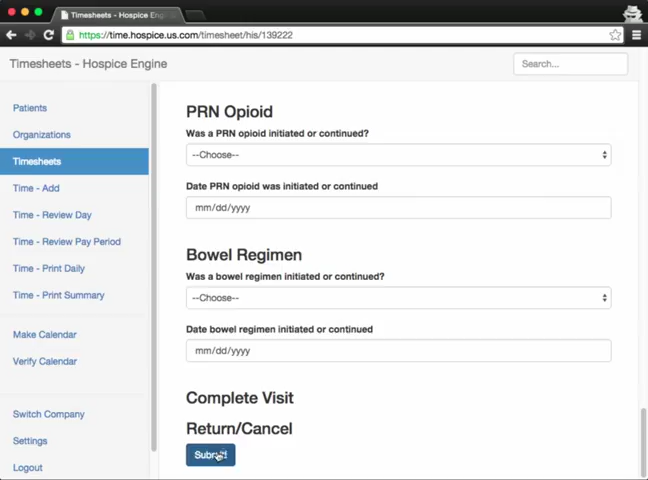 Timesheets - Hospice Eng
https://time.hospice.us.com/timesheet/his/139222
Timesheets - Hospice Engine
Search...
Patients
Organizations
Timesheets
Time - Add
Time - Review Day
Time - Review Pay Period
Time - Print Daily
Time - Print Summary
Make Calendar
Verify Calendar
Switch Company
Settings
Logout
PRN Opioid
Was a PRN opioid initiated or continued?
--Choose--
Date PRN opioid was initiated or continued
mm/dd/yyyy
Bowel Regimen
Was a bowel regimen initiated or continued?
--Choose--
Date bowel regimen initiated or continued
mm/dd/yyyy
Complete Visit
Return/Cancel
Submit